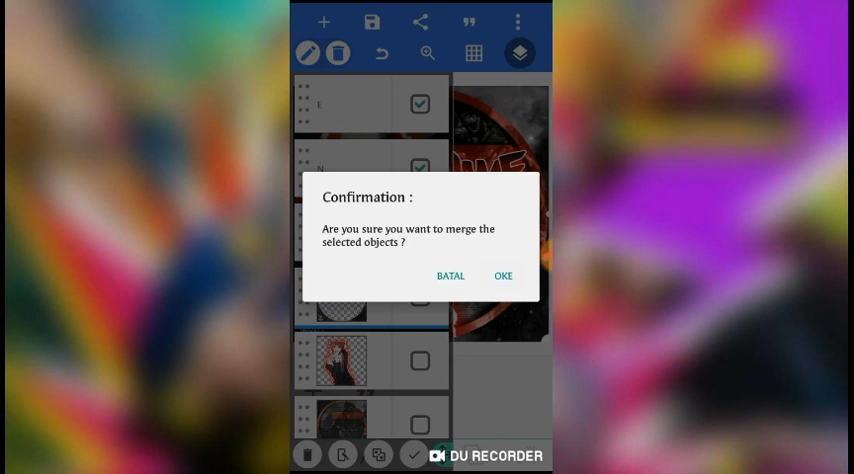 E
N
Confirmation :
Are you sure you want to merge the
selected objects ?
BATAL
OKE
DU RECORDER